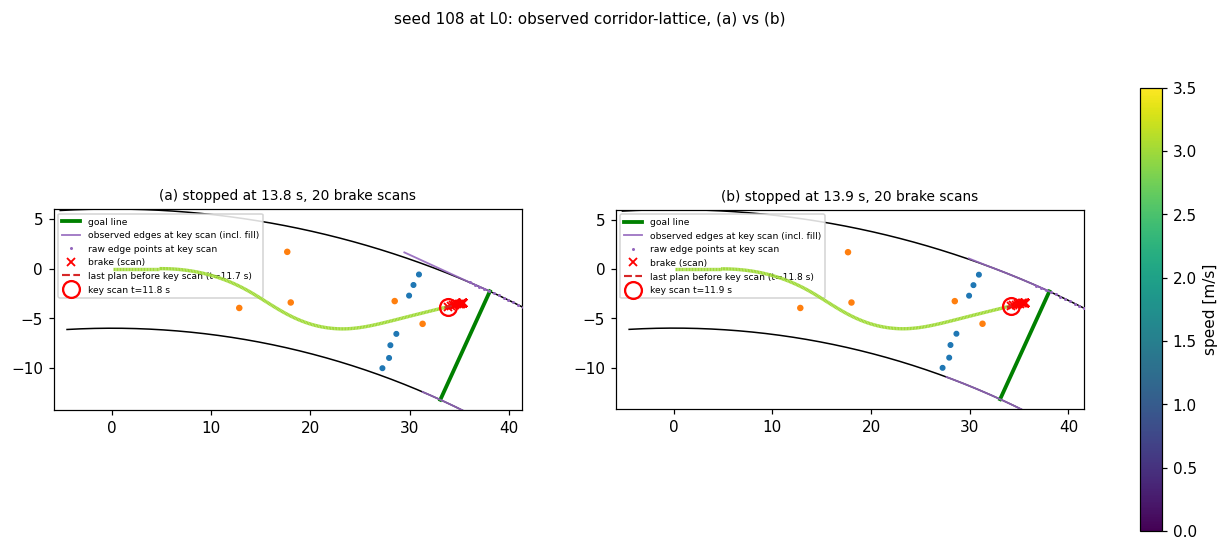 seed 108 at L0: observed corridor-lattice, (a) vs (b)
(a) stopped at 13.8 s, 20 brake scans
goal line
observed edges at key scan (incl. fill)
raw edge points at key scan
brake (scan)
last plan before key scan (t=11.7 s)
key scan t=11.8 s
5
0
−5
−10
0
10
20
30
40
(b) stopped at 13.9 s, 20 brake scans
goal line
observed edges at key scan (incl. fill)
raw edge points at key scan
brake (scan)
last plan before key scan (t=11.8 s)
key scan t=11.9 s
5
0
−5
−10
0
10
20
30
40
3.5
3.0
2.5
2.0
1.5
1.0
0.5
0.0
speed [m/s]